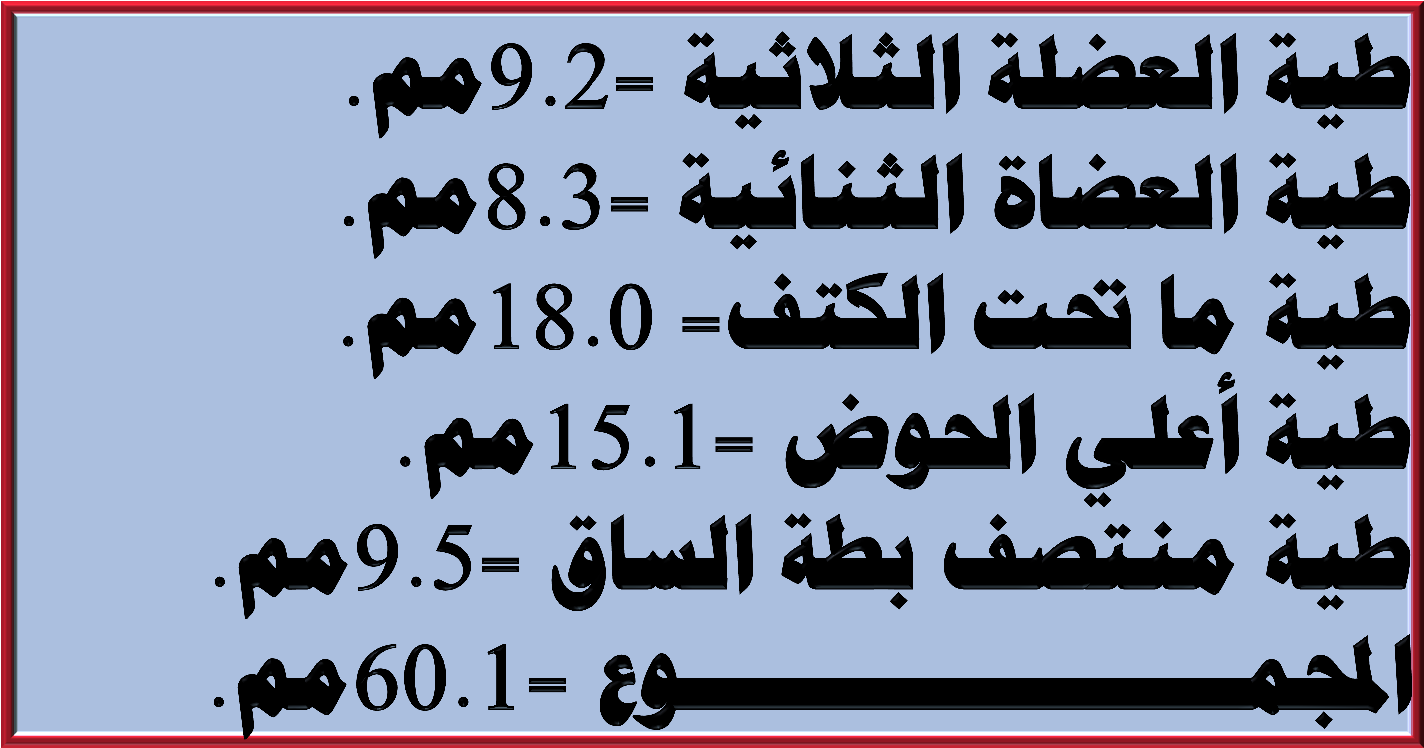 طية العضلة الثلاثية =9.2مم.
طية العضاة الثنائية =8.3مم.
طية ما تحت الكتف= 18.0مم.
طية أعلي الحوض =15.1مم.
طية منتصف بطة الساق =9.5مم.
المجمـــــــــــــــــــــوع =60.1مم.